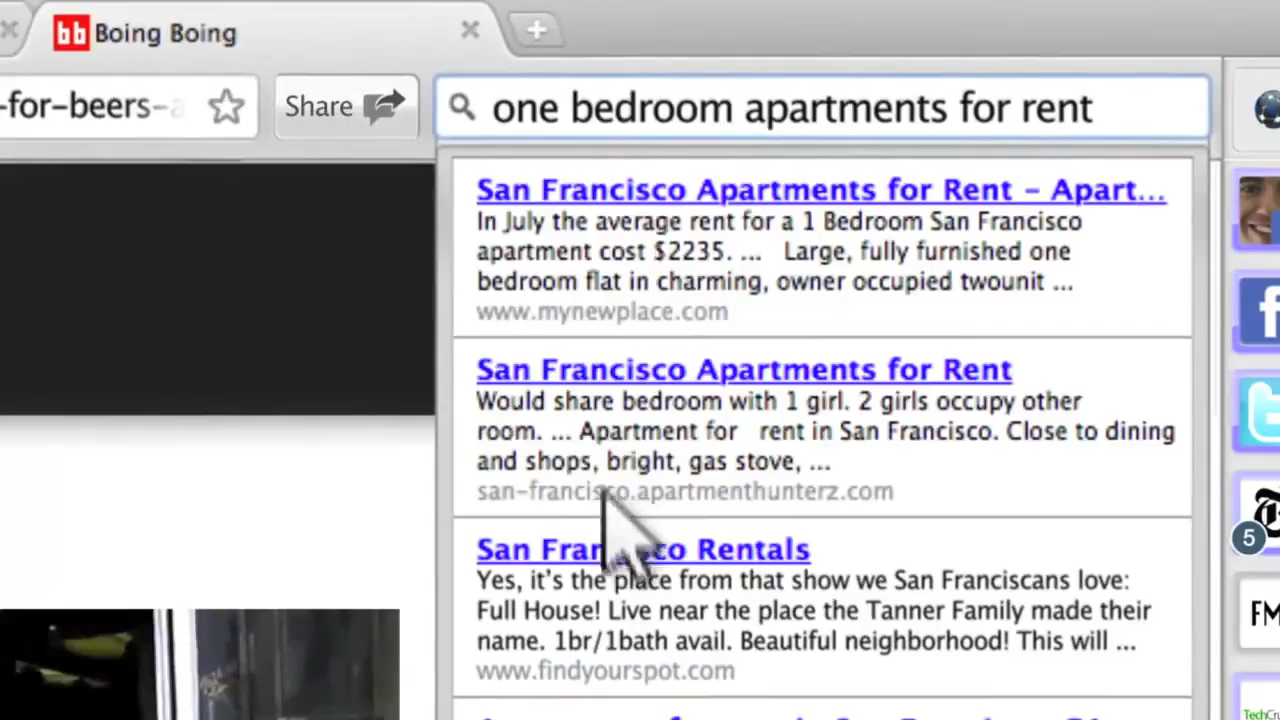 bb Boing Boing
-for-beers-a
Share
one bedroom apartments for rent
San Francisco Apartments for Rent - Apart...
In July the average rent for a 1 Bedroom San Francisco
apartment cost $2235. ... Large, fully furnished one
bedroom flat in charming, owner occupied twounit ...
www.mynewplace.com
San Francisco Apartments for Rent
Would share bedroom with 1 girl. 2 girls occupy other
room. ... Apartment for rent in San Francisco. Close to dining
and shops, bright, gas stove, ...
san-francisco.apartmenthunterz.com
San Francisco Rentals
Yes, it's the place from that show we San Franciscans love:
Full House! Live near the place the Tanner Family made their
name. 1br/1bath avail. Beautiful neighborhood! This will ...
www.findyourspot.com
f
t
T
5
FM
TechCru